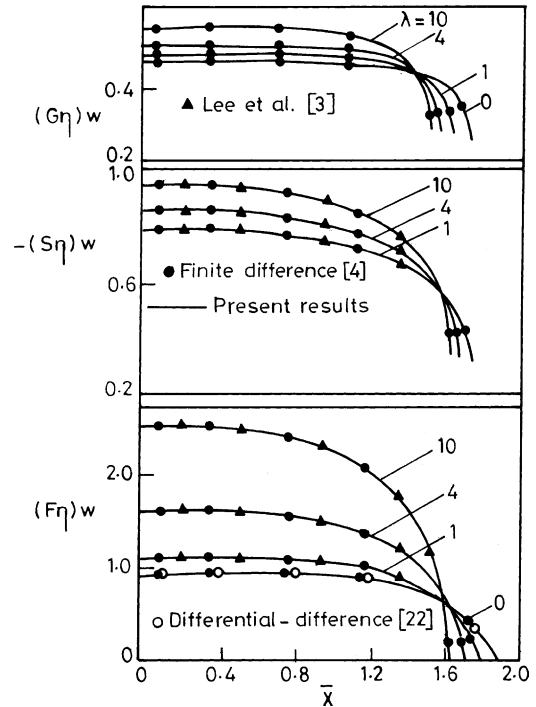 λ=10
4
1
0
0.4
(Gη)w
▲ Lee et al. [3]
0.2
1.0
10
4
1
-(Sη)w
● Finite difference [4]
0.6
Present results
0.2
10
2.0
4
(Fη)w
1
1.0
0
○ Differential-difference [22]
0
0 0.4 0.8 1.2 1.6 2.0
x̄